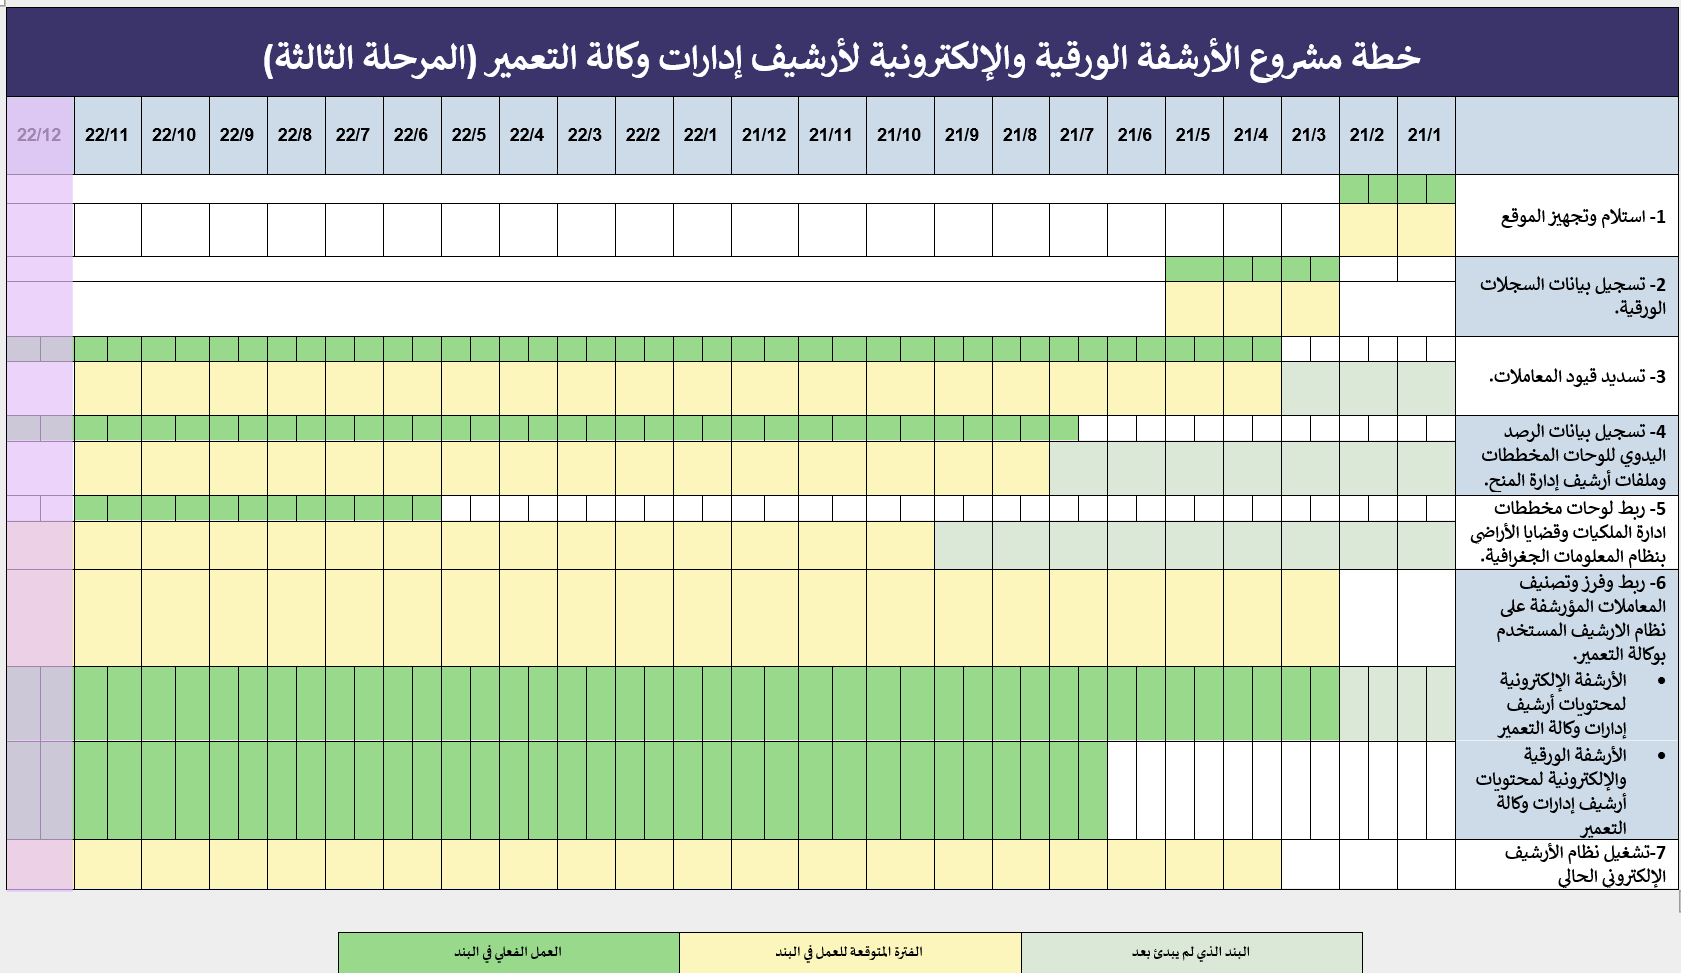 خطة مشروع الأرشفة الورقية والإلكترونية لأرشيف إدارات وكالة التعمير (المرحلة الثالثة)
21/1 21/2 21/3 21/4 21/5 21/6 21/7 21/8 21/9 21/10 21/11 21/12 22/1 22/2 22/3 22/4 22/5 22/6 22/7 22/8 22/9 22/10 22/11 22/12
1- استلام وتجهيز الموقع
2- تسجيل بيانات السجلات
الورقية.
3- تسديد قيود المعاملات.
4- تسجيل بيانات الرصد
اليدوي للوحات المخططات
وملفات أرشيف إدارة المنح.
5- ربط لوحات مخططات
ادارة الملكيات وقضايا الأراضي
بنظام المعلومات الجغرافية.
6- ربط وفرز وتصنيف
المعاملات المؤرشفة على
نظام الارشيف المستخدم
بوكالة التعمير.
• الأرشفة الإلكترونية
لمحتويات أرشيف
إدارات وكالة التعمير
• الأرشفة الورقية
والإلكترونية لمحتويات
أرشيف إدارات وكالة
التعمير
7-تشغيل نظام الأرشيف
الإلكتروني الحالي
البند الذي لم يبدئ بعد
الفترة المتوقعة للعمل في البند
العمل الفعلي في البند